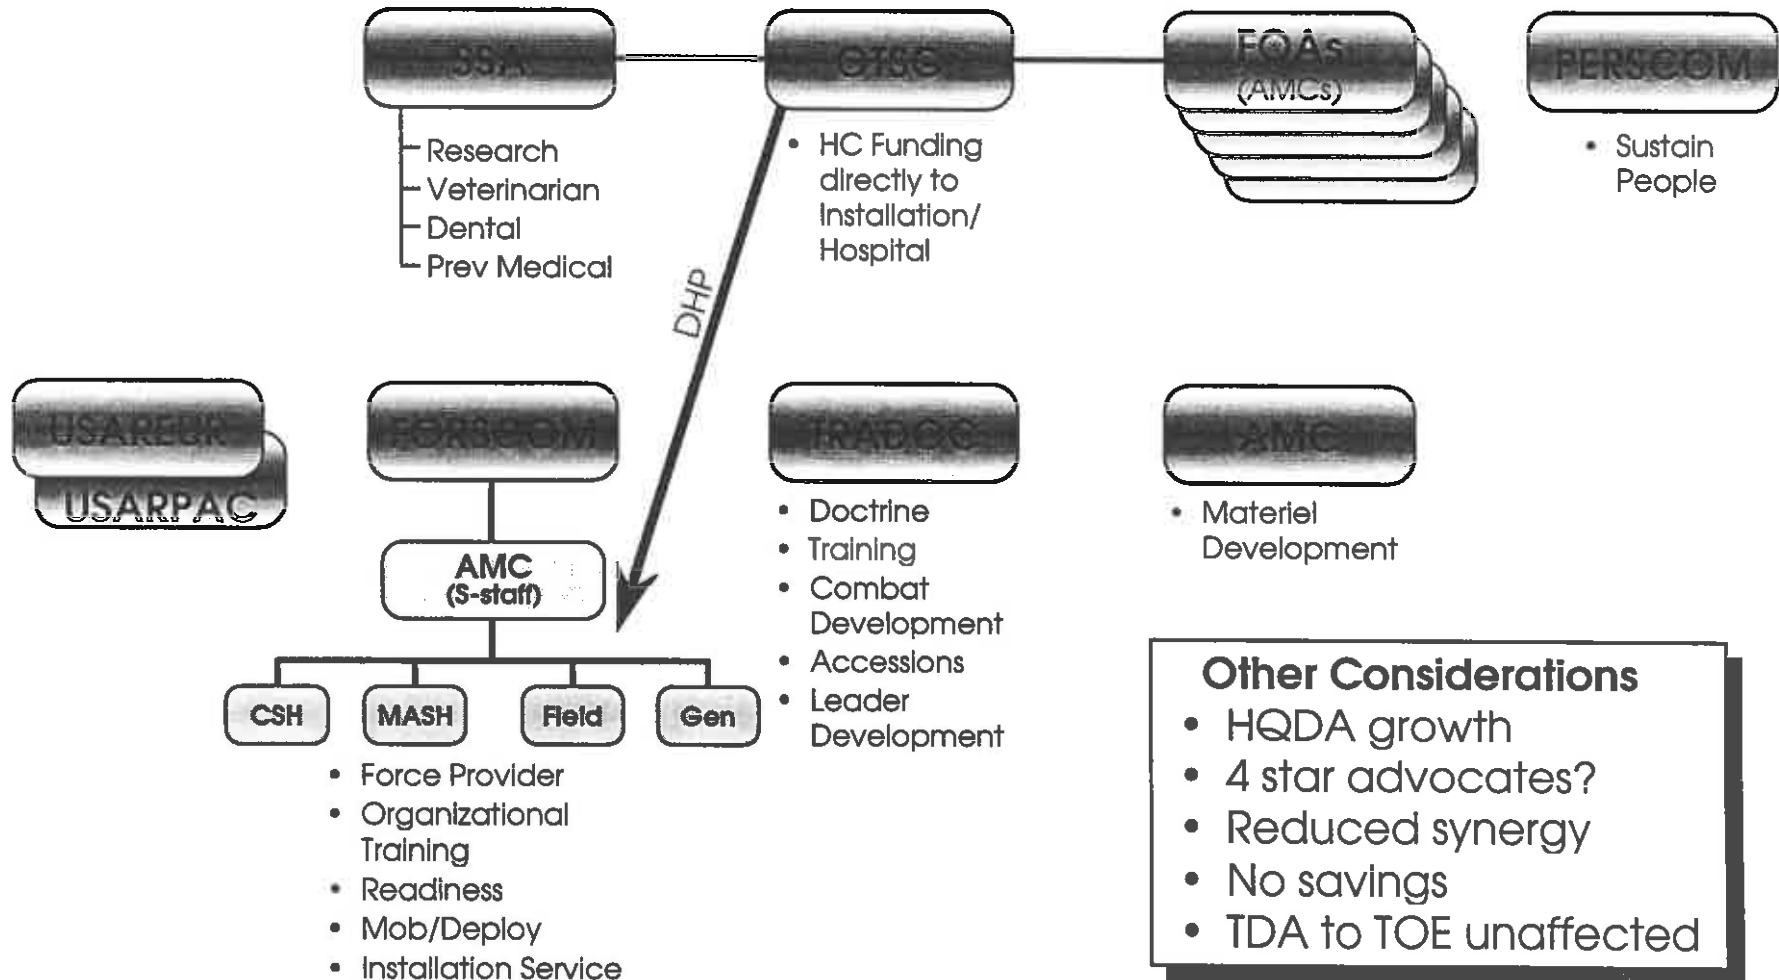 SSA
OTSG
FOAs
(AMCs)
PERSCOM
Research
Veterinarian
Dental
Prev Medical
• HC Funding
directly to
Installation/
Hospital
• Sustain
People
DHP
USAREUR
USARPAC
FORSCOM
TRADOC
AMC
AMC
(S-staff)
CSH
MASH
Field
Gen
• Force Provider
• Organizational
Training
• Readiness
• Mob/Deploy
• Installation Service
• Doctrine
• Training
• Combat
Development
• Accessions
• Leader
Development
• Materiel
Development
Other Considerations
• HQDA growth
• 4 star advocates?
• Reduced synergy
• No savings
• TDA to TOE unaffected